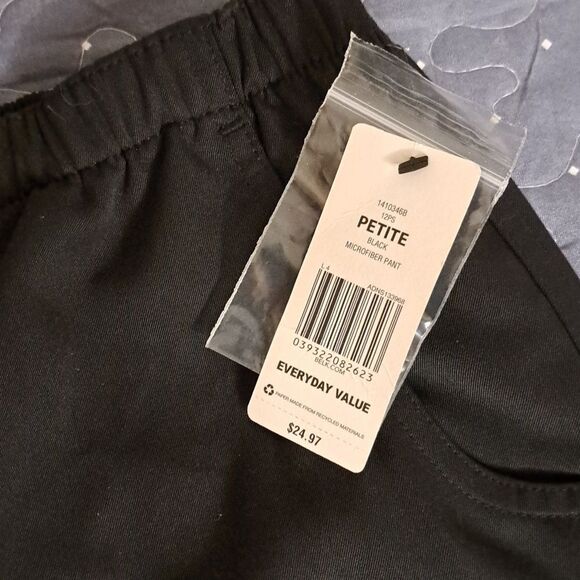 1410346B
12PS
PETITE
BLACK
MICROFIBER PANT
L4
ADNS133968
039322082623
BELK.COM
EVERYDAY VALUE
PAPER MADE FROM RECYCLED MATERIALS
$24.97